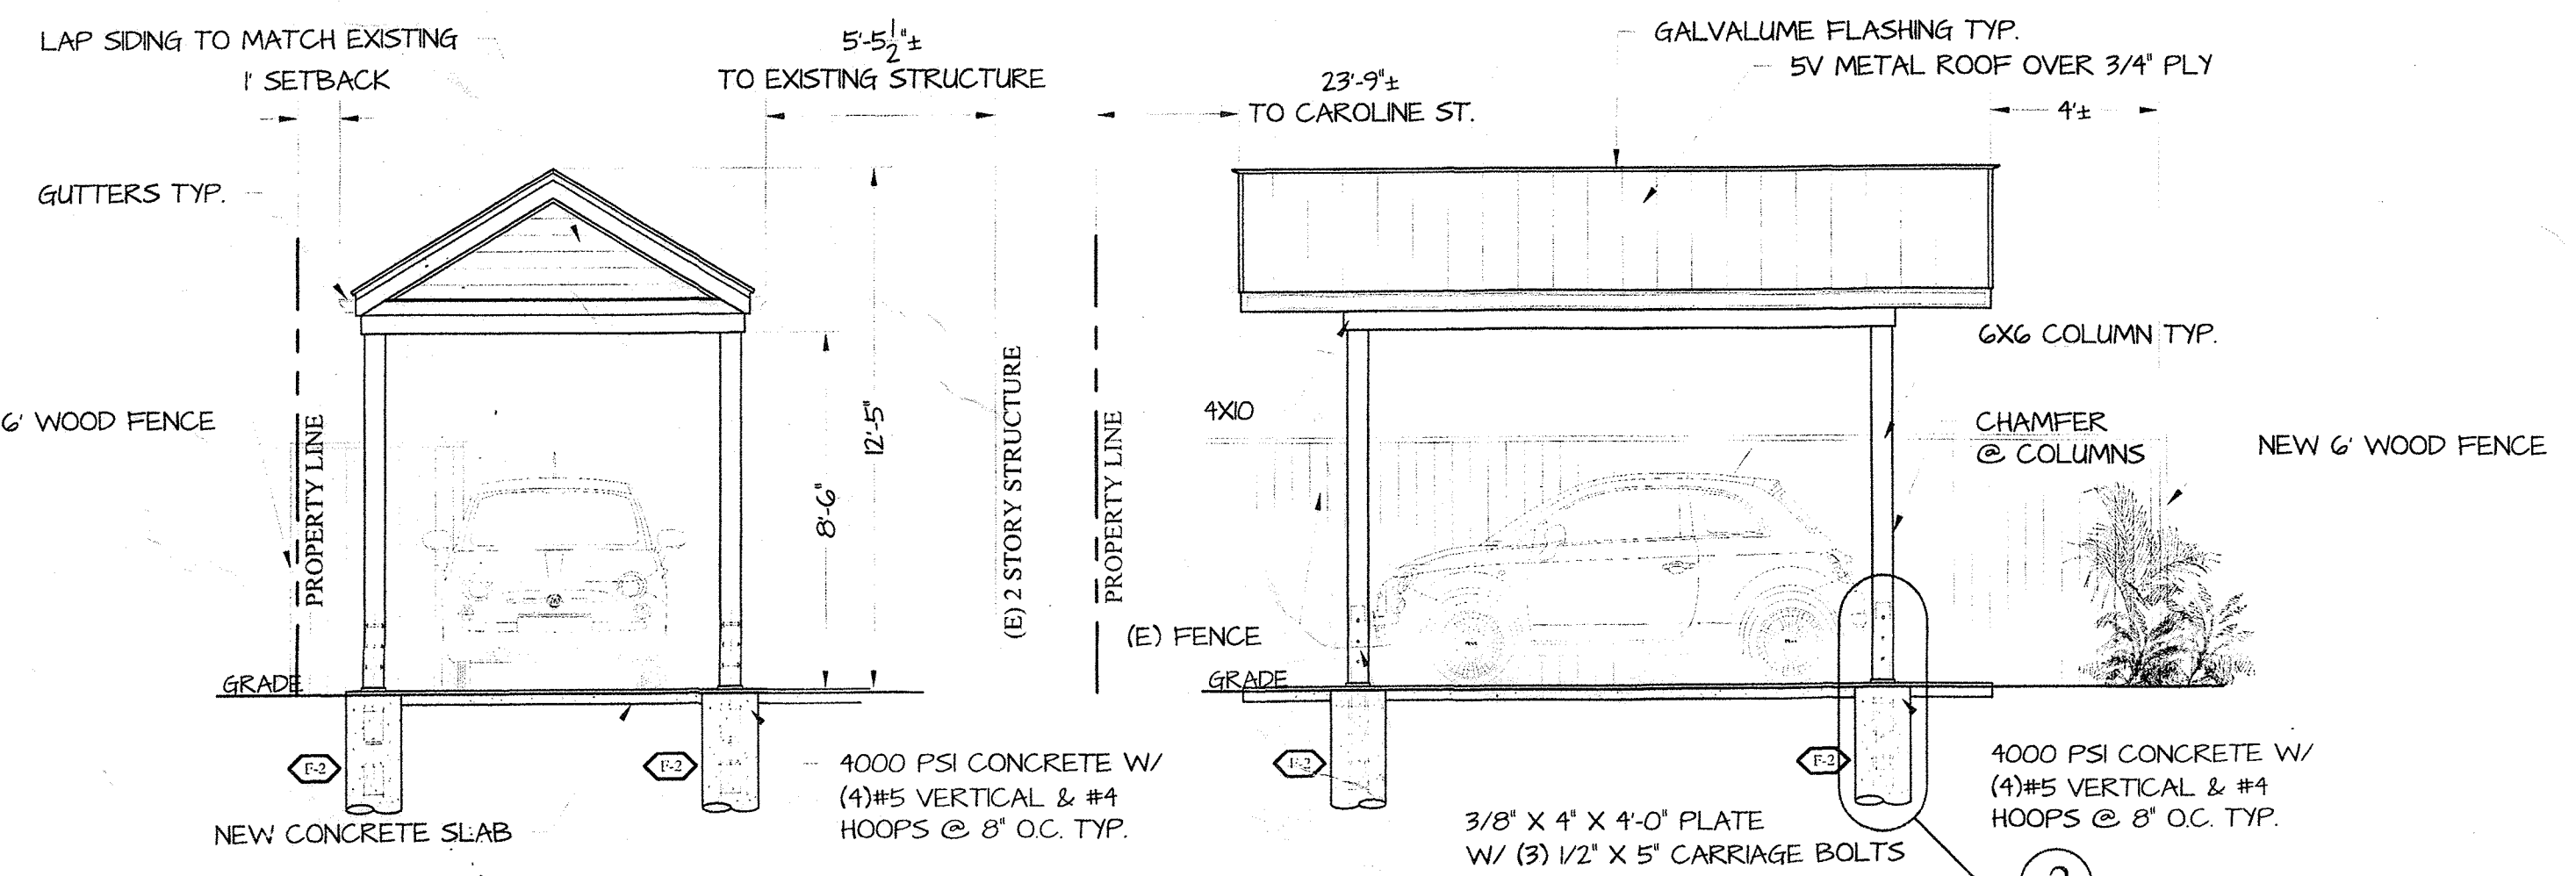 LAP SIDING TO MATCH EXISTING
1' SETBACK
5'-5 1/2"±
TO EXISTING STRUCTURE
23'-9"±
TO CAROLINE ST.
GALVALUME FLASHING TYP.
5V METAL ROOF OVER 3/4" PLY
4'±
GUTTERS TYP.
6' WOOD FENCE
PROPERTY LINE
8'-6"
12'-5"
(E) 2 STORY STRUCTURE
PROPERTY LINE
4X10
6X6 COLUMN TYP.
CHAMFER
@ COLUMNS
NEW 6' WOOD FENCE
(E) FENCE
GRADE
GRADE
F-2
F-2
F-2
F-2
NEW CONCRETE SLAB
4000 PSI CONCRETE W/
(4)#5 VERTICAL & #4
HOOPS @ 8" O.C. TYP.
3/8" X 4" X 4'-0" PLATE
W/ (3) 1/2" X 5" CARRIAGE BOLTS
4000 PSI CONCRETE W/
(4)#5 VERTICAL & #4
HOOPS @ 8" O.C. TYP.